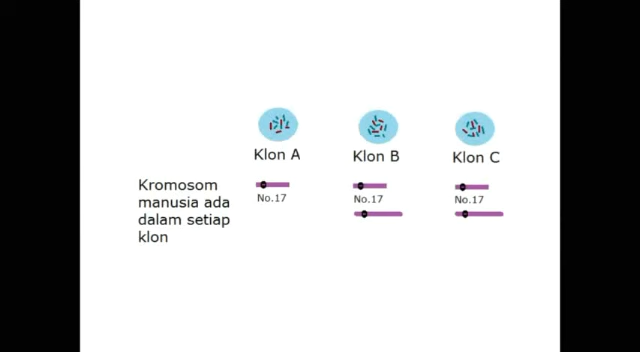 Klon A
Klon B
Klon C
Kromosom
manusia ada
dalam setiap
klon
No.17
No.17
No.17